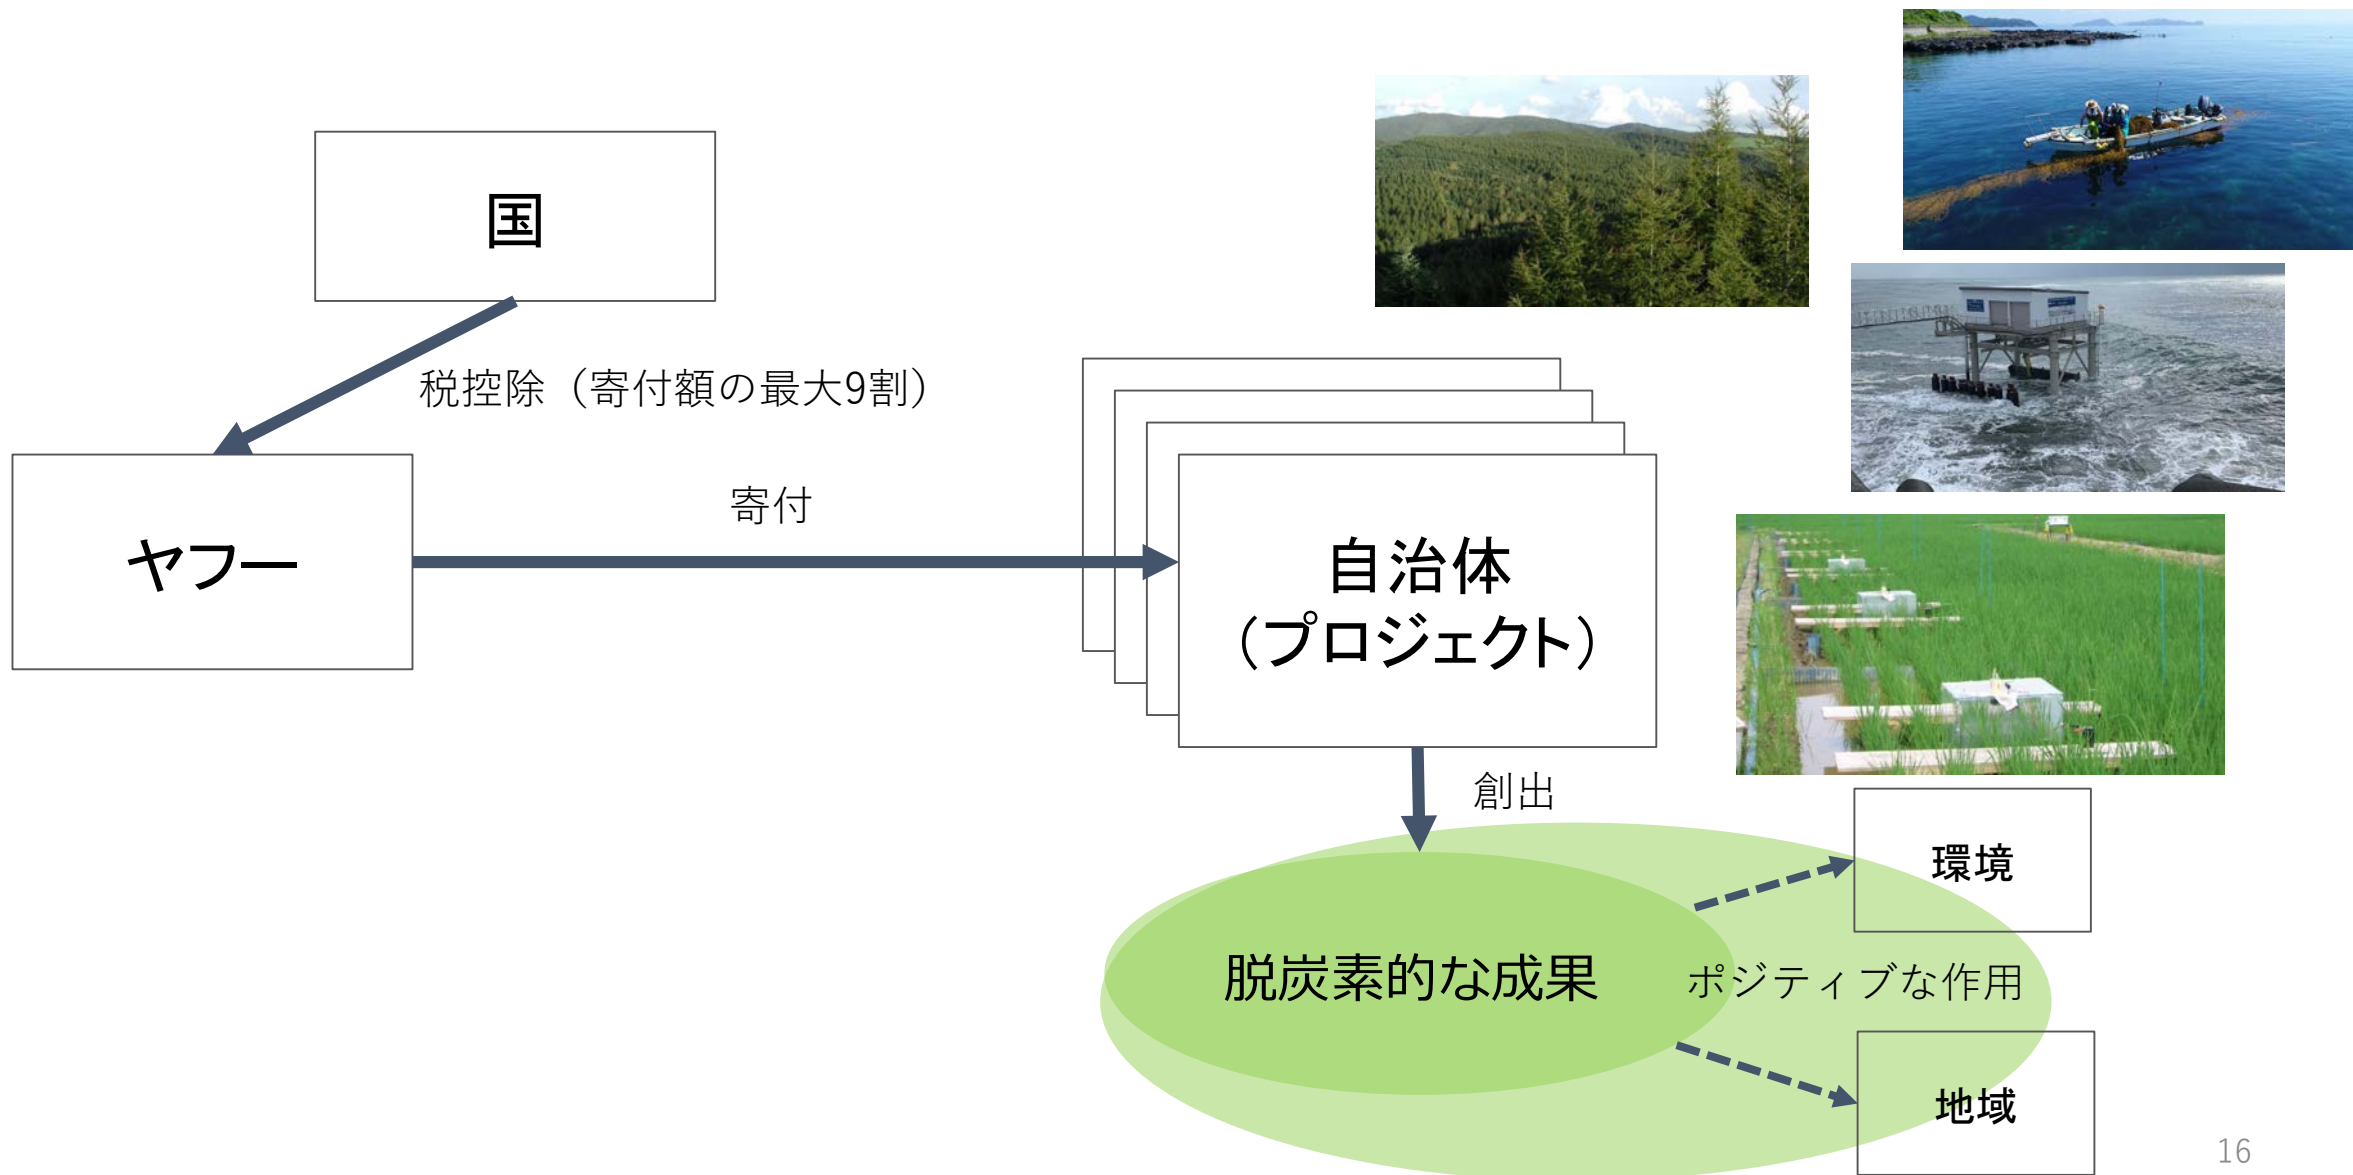 国
税控除（寄付額の最大9割）
ヤフー
寄付
自治体
（プロジェクト）
創出
脱炭素的な成果
環境
ポジティブな作用
地域
16